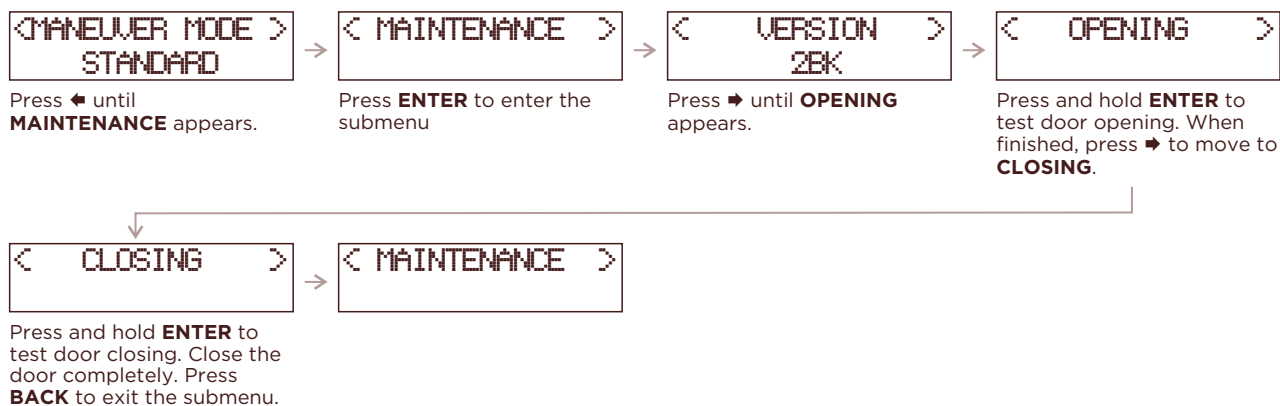 <MANEUVER MODE >
STANDARD
Press ⬅ until
MAINTENANCE appears.
< MAINTENANCE >
Press ENTER to enter the
submenu
< VERSION >
2BK
Press ➡ until OPENING
appears.
< OPENING >
Press and hold ENTER to
test door opening. When
finished, press ➡ to move to
CLOSING.
< CLOSING >
Press and hold ENTER to
test door closing. Close the
door completely. Press
BACK to exit the submenu.
< MAINTENANCE >